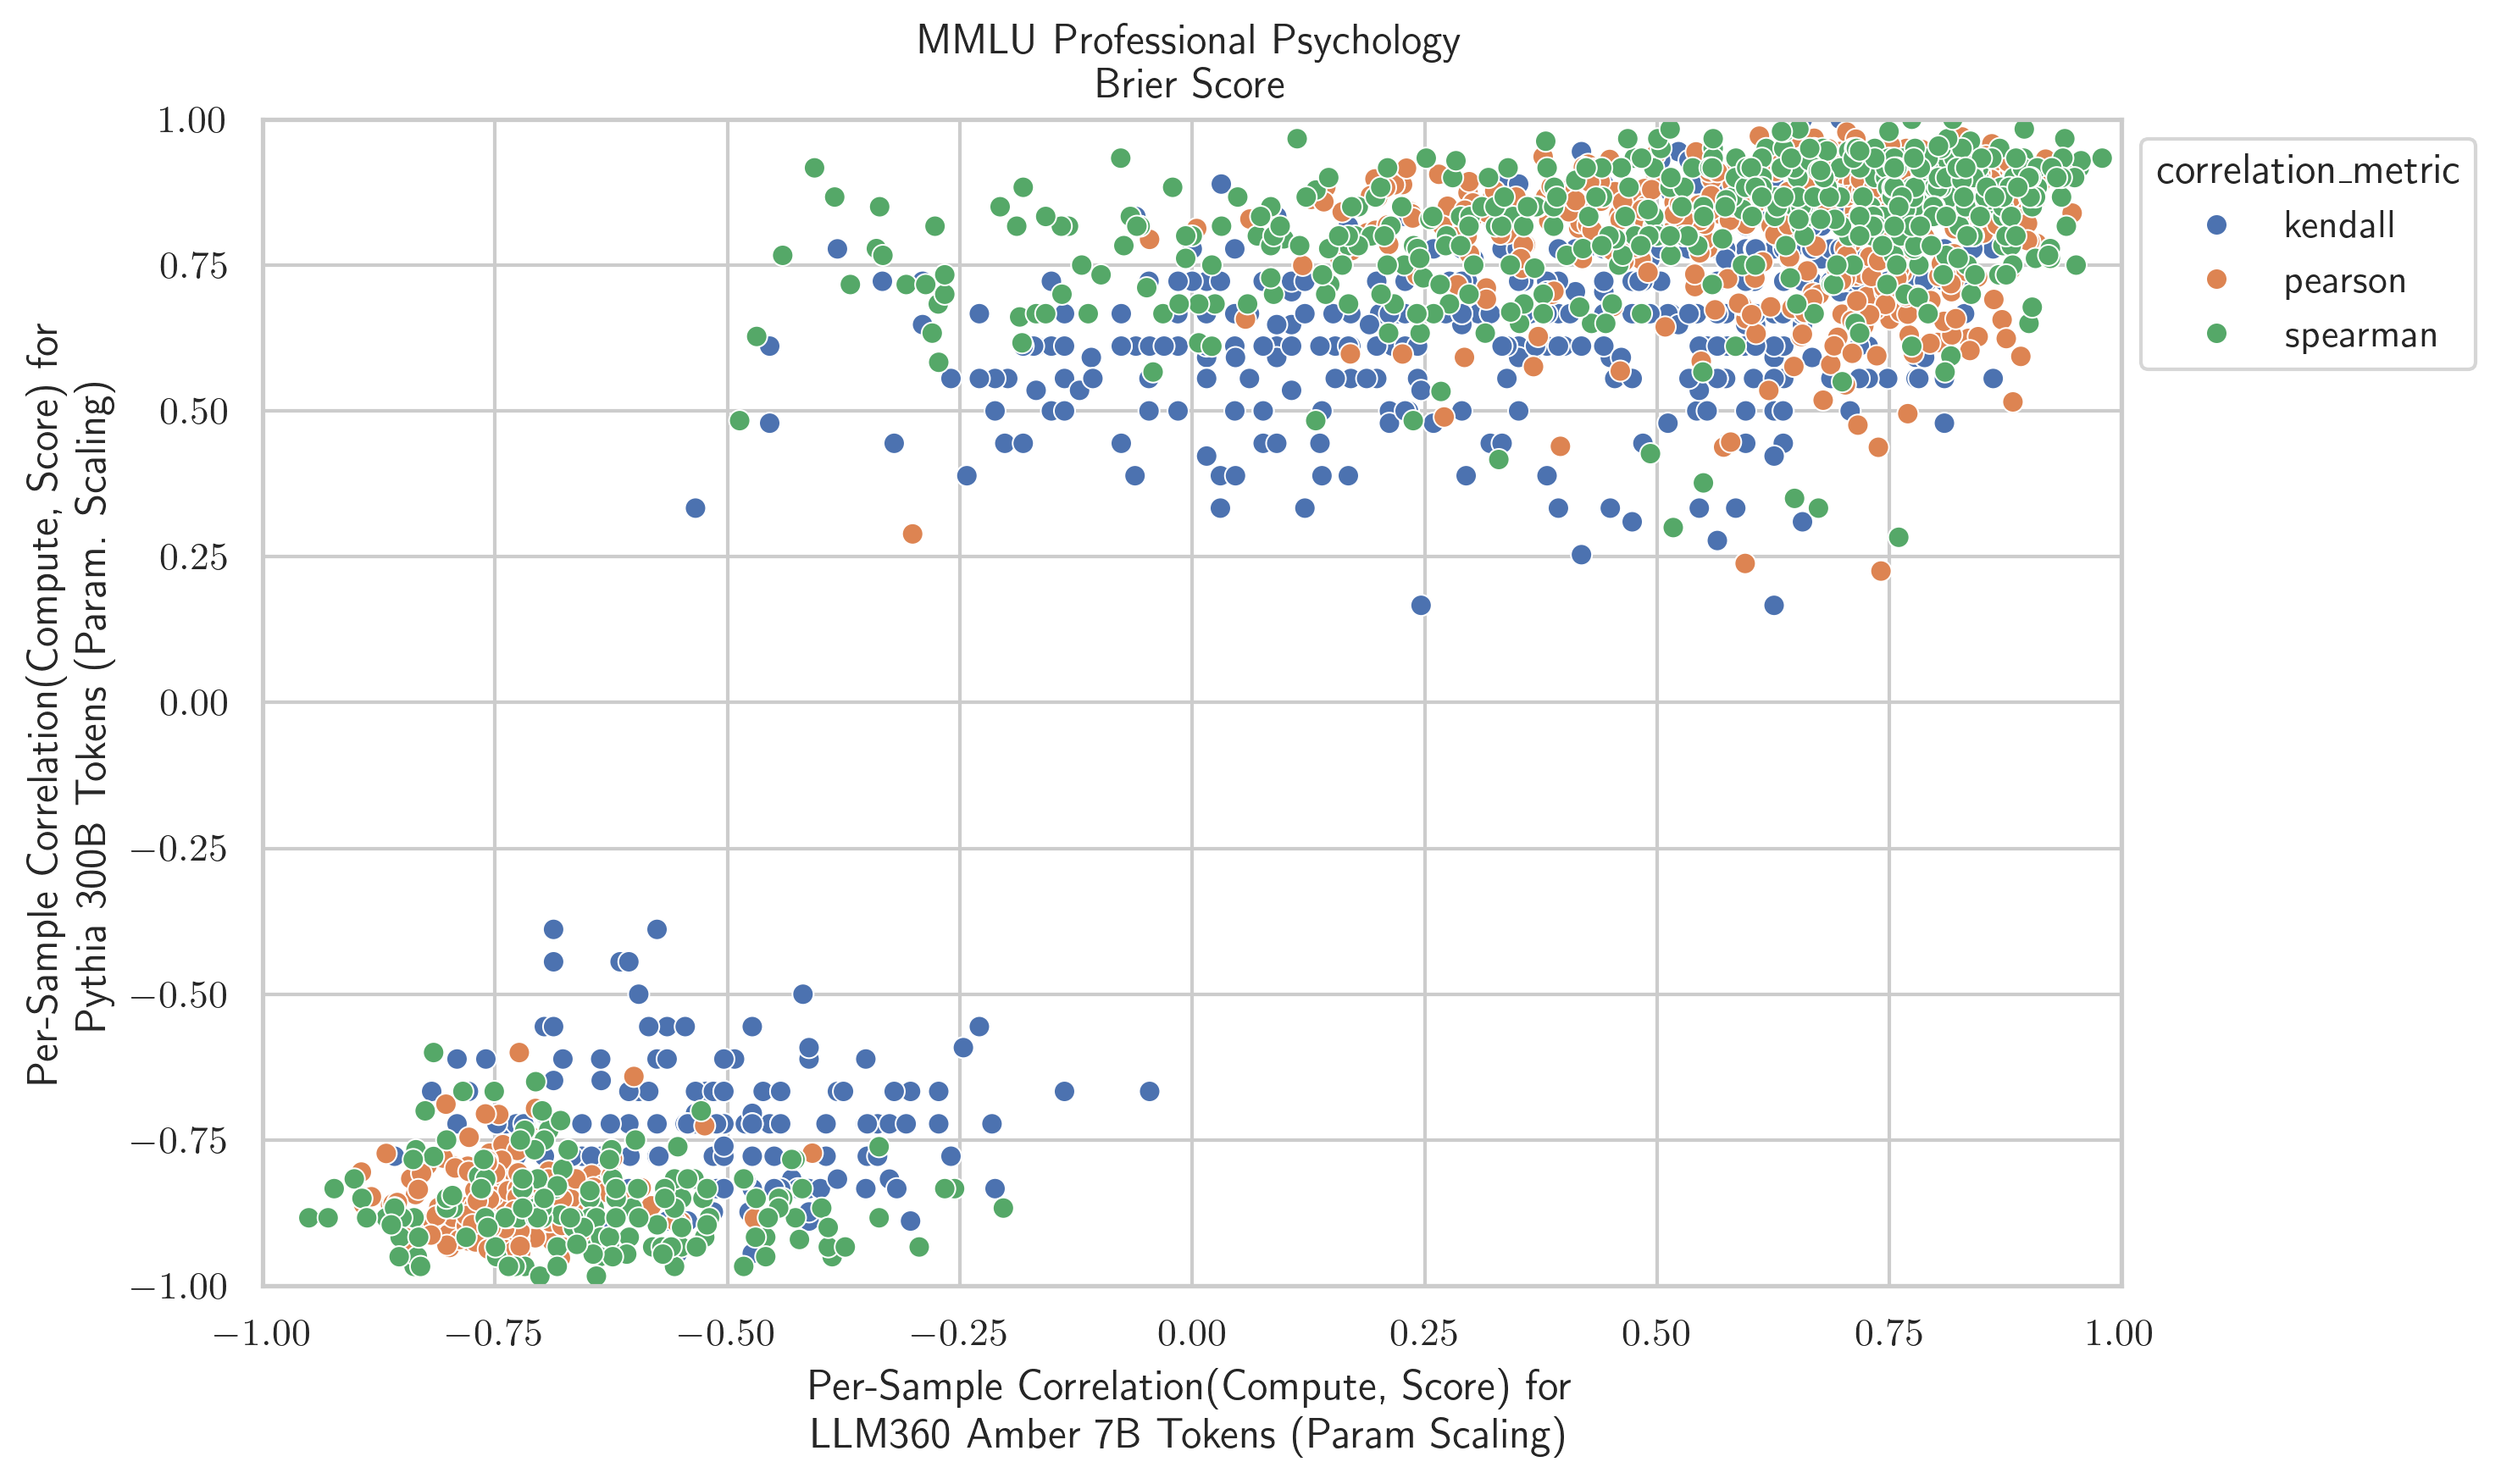 MMLU Professional Psychology
Brier Score
Per-Sample Correlation(Compute, Score) for
Pythia 300B Tokens (Param. Scaling)
1.00
0.75
0.50
0.25
0.00
−0.25
−0.50
−0.75
−1.00
−1.00 −0.75 −0.50 −0.25 0.00 0.25 0.50 0.75 1.00
Per-Sample Correlation(Compute, Score) for
LLM360 Amber 7B Tokens (Param Scaling)
correlation_metric
kendall
pearson
spearman